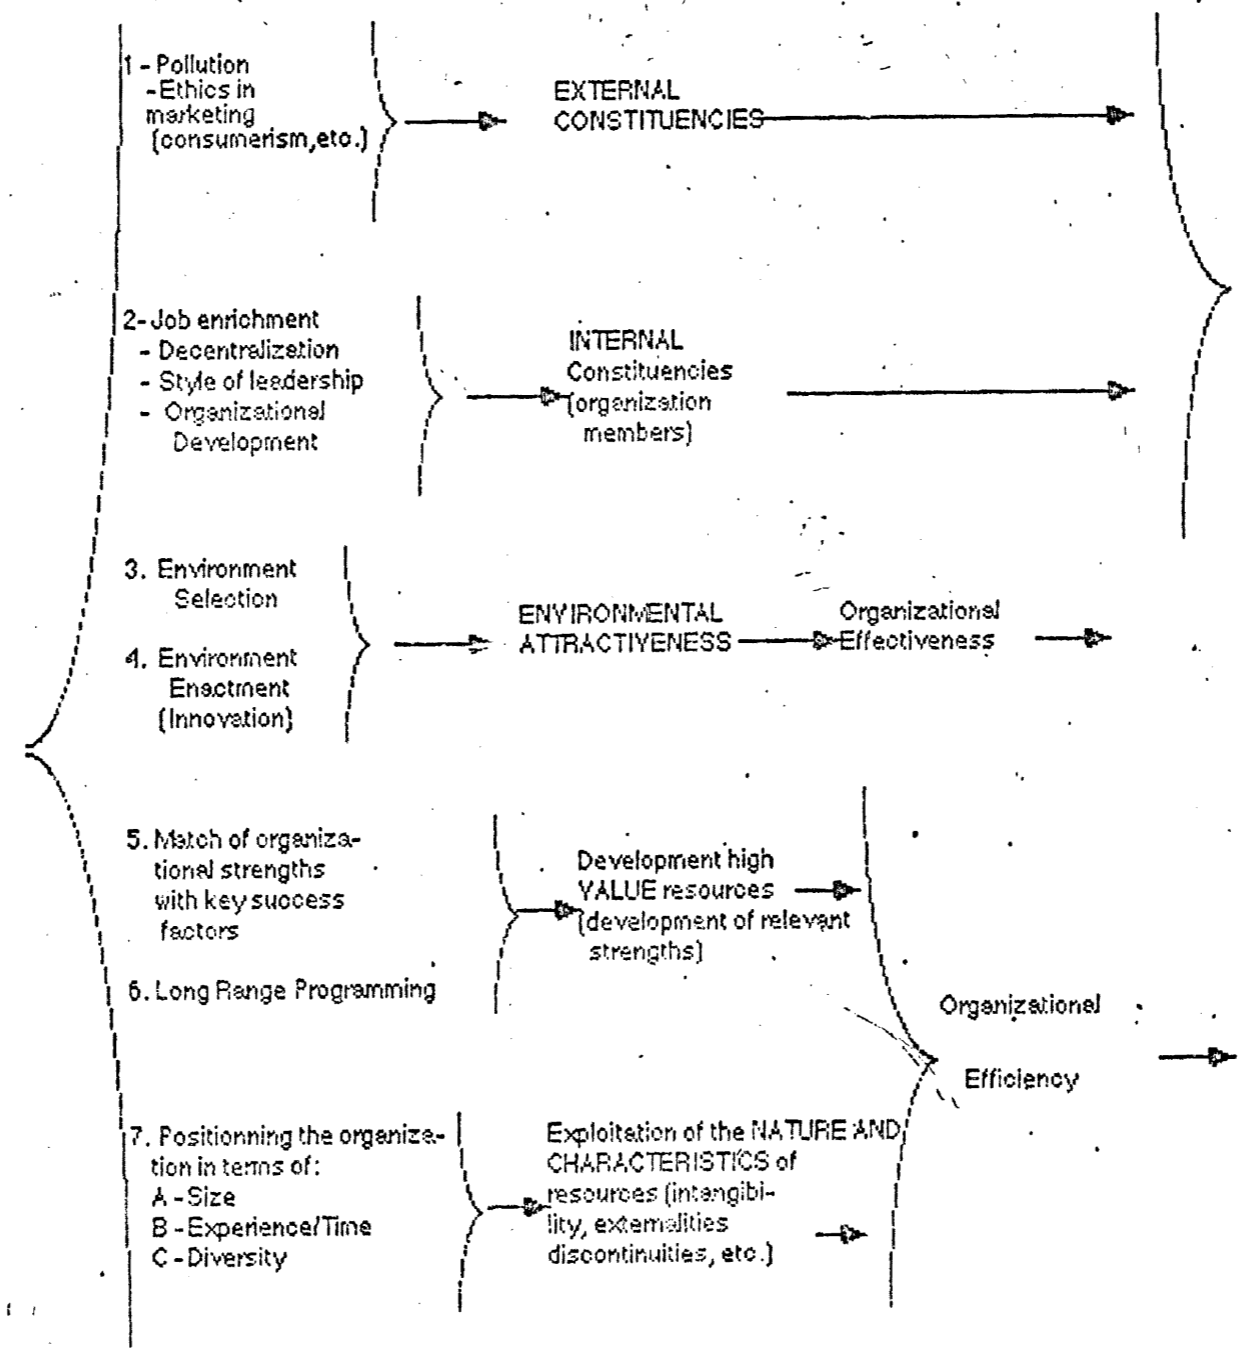 1 - Pollution
- Ethics in
marketing
(consumerism, etc.)
EXTERNAL
CONSTITUENCIES
2- Job enrichment
- Decentralization
- Style of leadership
- Organizational
Development
INTERNAL
Constituencies
(organization
members)
3. Environment
Selection
4. Environment
Enactment
(Innovation)
ENVIRONMENTAL
ATTRACTIVENESS
Organizational
Effectiveness
5. Match of organiza-
tional strengths
with key success
factors
6. Long Range Programming
Development high
VALUE resources
(development of relevant
strengths)
Organizational
Efficiency
7. Positionning the organiza-
tion in terms of:
A - Size
B - Experience/Time
C - Diversity
Exploitation of the NATURE AND
CHARACTERISTICS of
resources (intangibi-
lity, externalities
discontinuities, etc.)